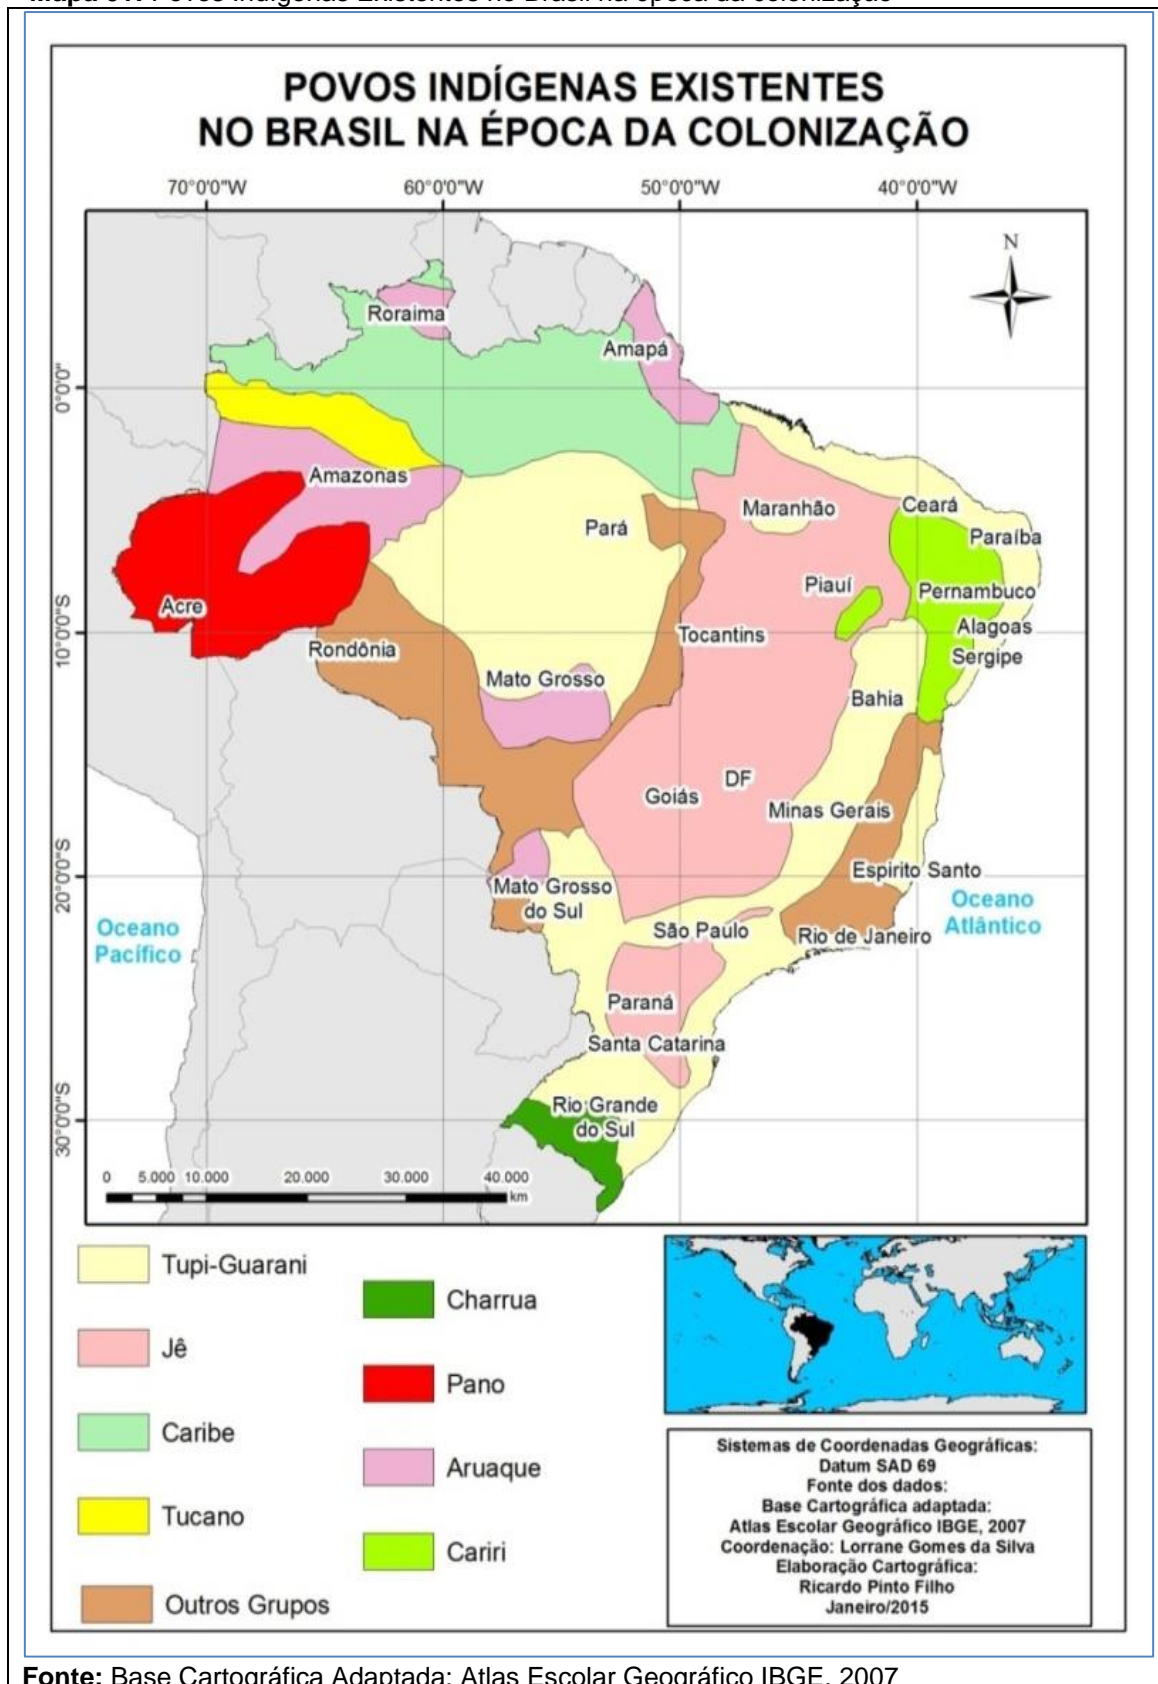 POVOS INDÍGENAS EXISTENTES
NO BRASIL NA ÉPOCA DA COLONIZAÇÃO
70°00'0"W
60°00'0"W
50°00'0"W
40°00'0"W
N
Roraima
Amapá
0°0'0"
Amazonas
Maranhão
Ceará
Pará
Paraíba
Piauí
Pernambuco
Acre
10°0'0"S
Alagoas
Tocantins
Rondônia
Sergipe
Mato Grosso
Bahia
DF
Goiás
Minas Gerais
20°0'0"S
Espirito Santo
Mato Grosso
do Sul
Oceano
Atlântico
Oceano
Pacífico
São Paulo
Rio de Janeiro
Paraná
Santa Catarina
30°0'0"S
Rio Grande
do Sul
0 5.000 10.000 20.000 30.000 40.000
km
Tupi-Guarani
Jê
Caribe
Tucano
Outros Grupos
Charrua
Pano
Aruaque
Cariri
Sistemas de Coordenadas Geográficas:
Datum SAD 69
Fonte dos dados:
Base Cartográfica adaptada:
Atlas Escolar Geográfico IBGE, 2007
Coordenação: Lorrane Gomes da Silva
Elaboração Cartográfica:
Ricardo Pinto Filho
Janeiro/2015
Fonte: Base Cartográfica Adaptada: Atlas Escolar Geográfico IBGE, 2007